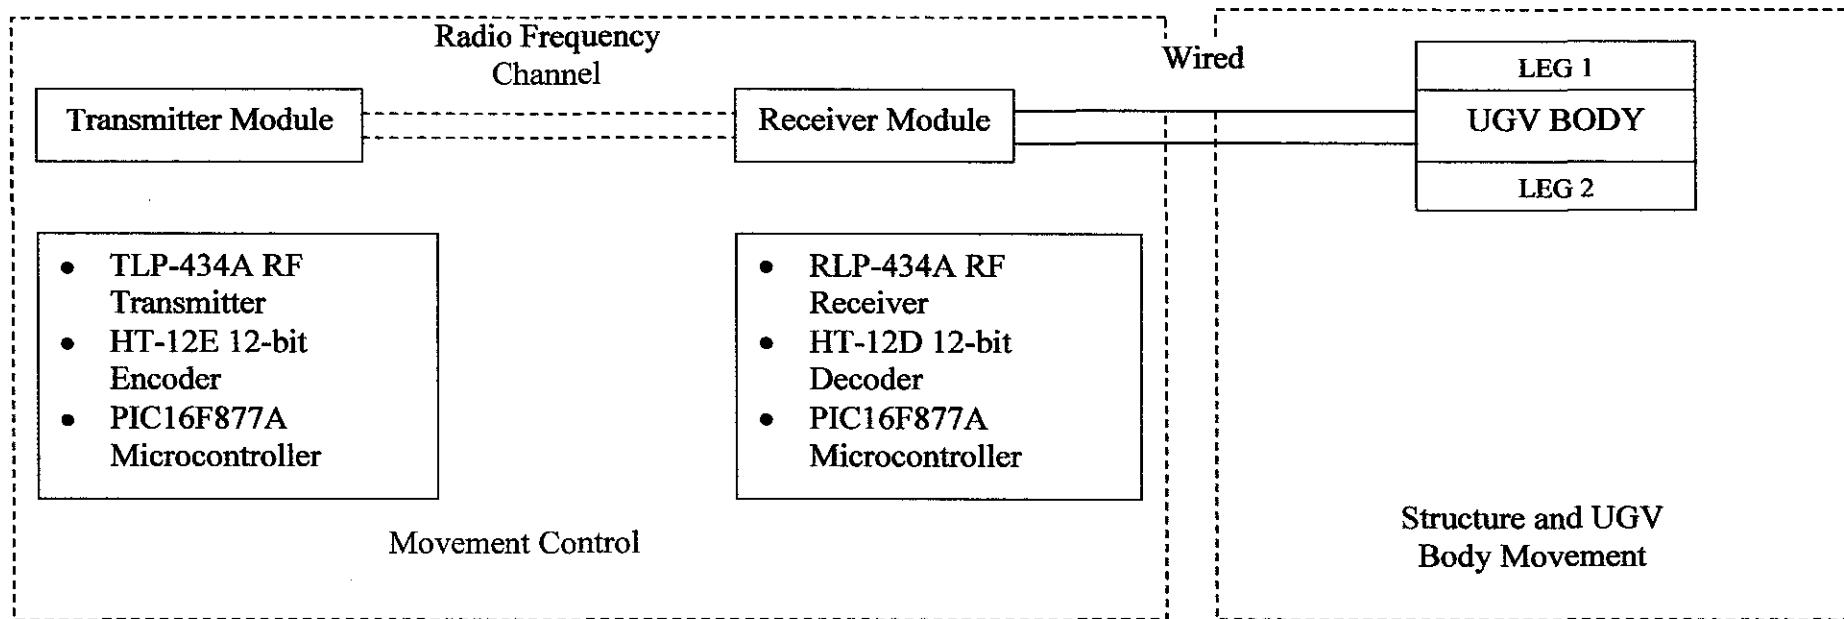 Radio Frequency
Channel
Wired
Transmitter Module
Receiver Module
LEG 1
UGV BODY
LEG 2
• TLP-434A RF
Transmitter
• HT-12E 12-bit
Encoder
• PIC16F877A
Microcontroller
• RLP-434A RF
Receiver
• HT-12D 12-bit
Decoder
• PIC16F877A
Microcontroller
Movement Control
Structure and UGV
Body Movement